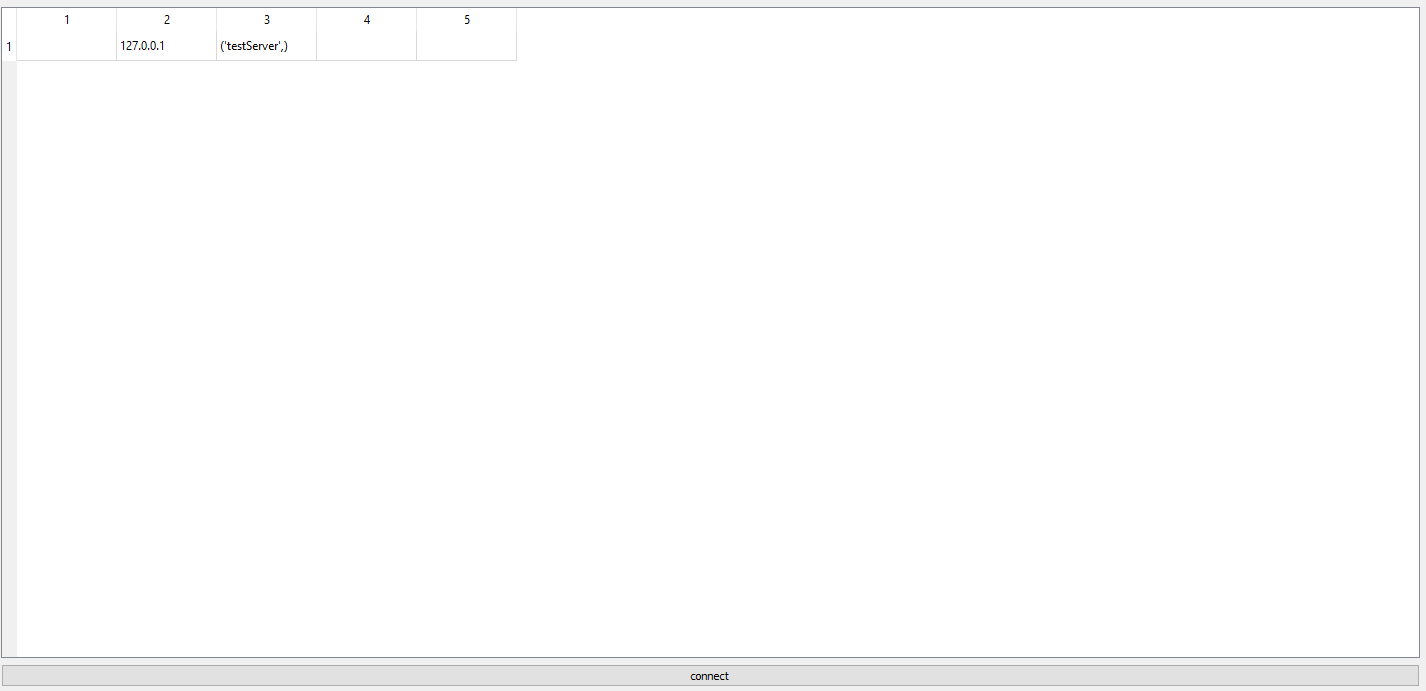 1 2 3 4 5
1 127.0.0.1 ('testServer',)
connect